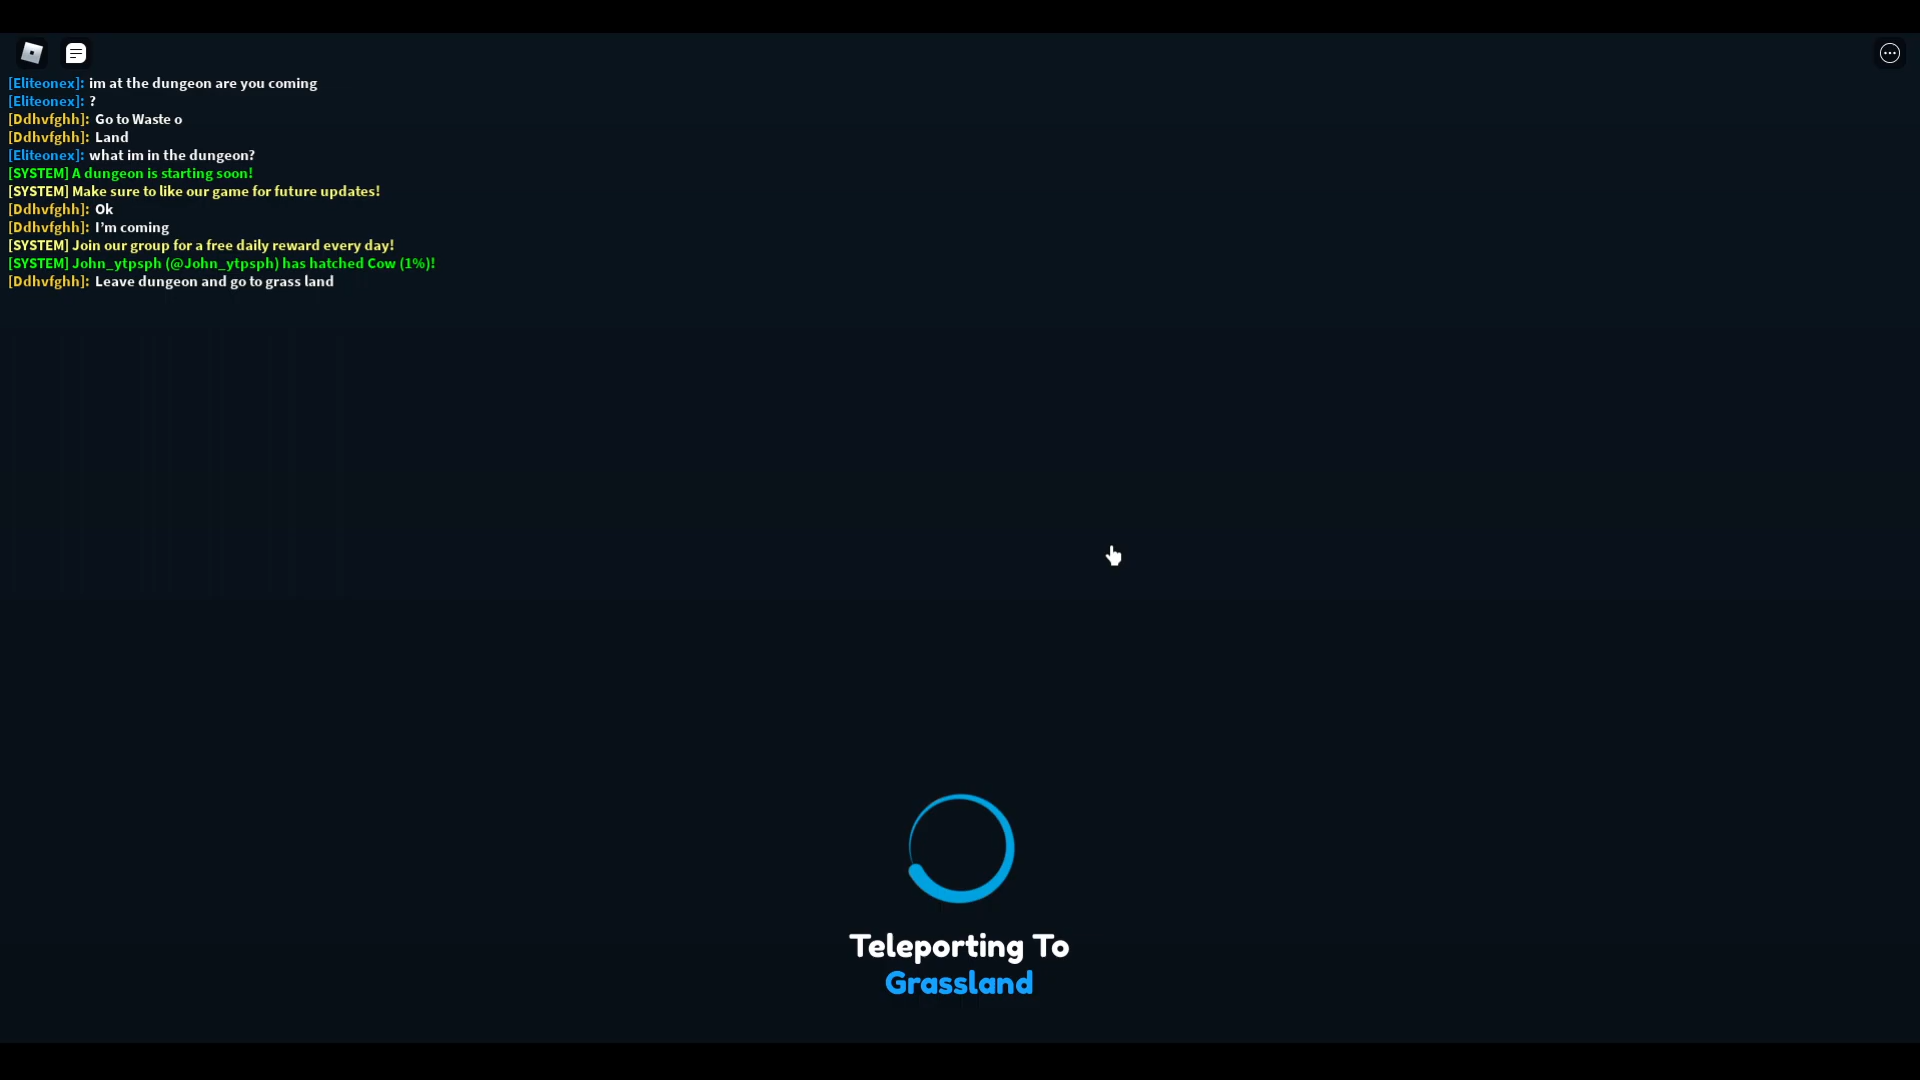 [Eliteonex]: im at the dungeon are you coming
[Eliteonex]: ?
[Ddhvfghh]: Go to Waste o
[Ddhvfghh]: Land
[Eliteonex]: what im in the dungeon?
[SYSTEM] A dungeon is starting soon!
[SYSTEM] Make sure to like our game for future updates!
[Ddhvfghh]: Ok
[Ddhvfghh]: I’m coming
[SYSTEM] Join our group for a free daily reward every day!
[SYSTEM] John_ytpsph (@John_ytpsph) has hatched Cow (1%)!
[Ddhvfghh]: Leave dungeon and go to grass land
Teleporting To
Grassland